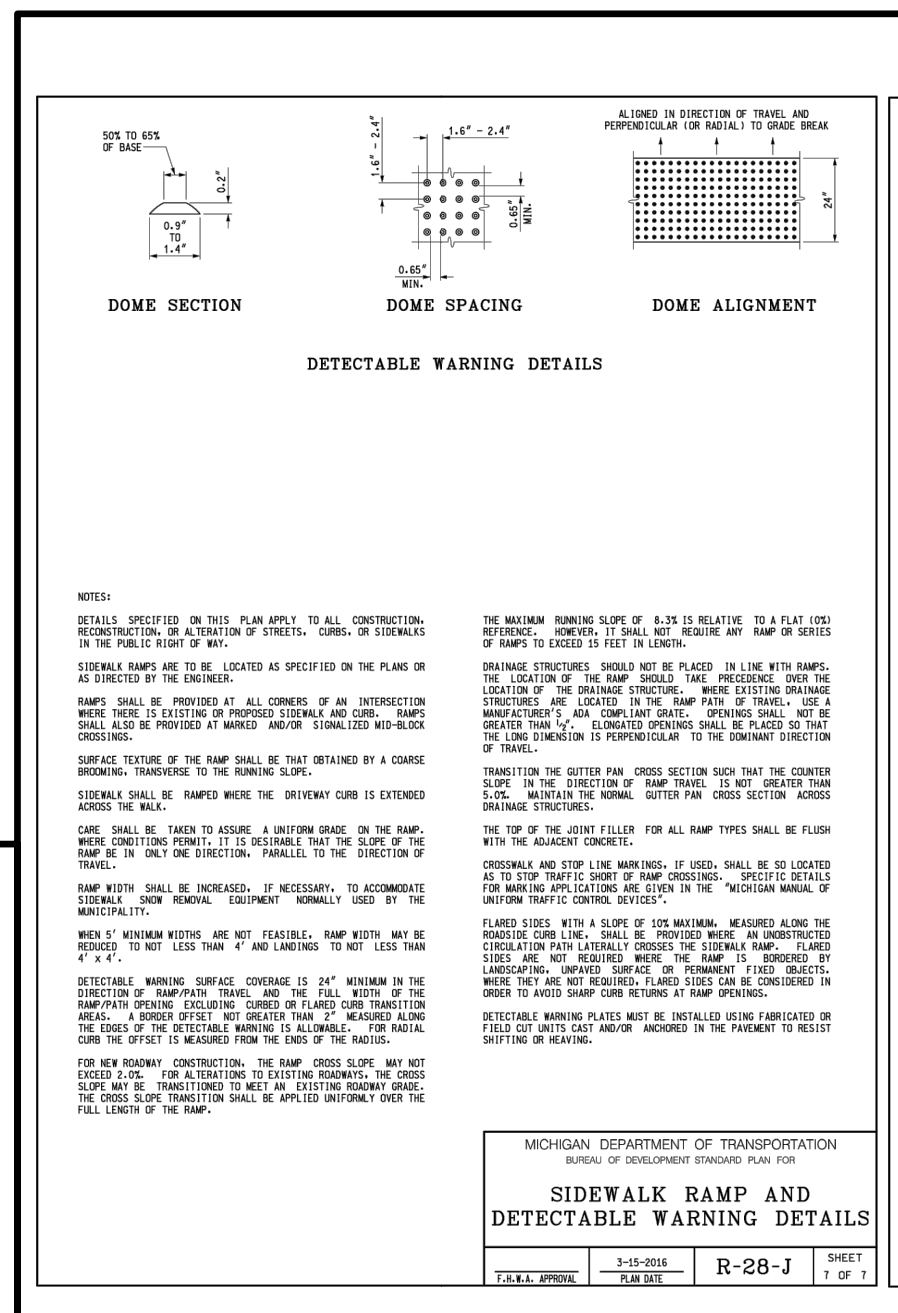 50% TO 65%
OF BASE
0.2"
0.9"
TO
1.4"
DOME SECTION
1.6" - 2.4"
1.6" - 2.4"
0.65"
MIN.
0.65"
MIN.
DOME SPACING
ALIGNED IN DIRECTION OF TRAVEL AND
PERPENDICULAR (OR RADIAL) TO GRADE BREAK
24"
DOME ALIGNMENT
DETECTABLE WARNING DETAILS
NOTES:
DETAILS SPECIFIED ON THIS PLAN APPLY TO ALL CONSTRUCTION,
RECONSTRUCTION, OR ALTERATION OF STREETS, CURBS, OR SIDEWALKS
IN THE PUBLIC RIGHT OF WAY.
SIDEWALK RAMPS ARE TO BE LOCATED AS SPECIFIED ON THE PLANS OR
AS DIRECTED BY THE ENGINEER.
RAMPS SHALL BE PROVIDED AT ALL CORNERS OF AN INTERSECTION
WHERE THERE IS EXISTING OR PROPOSED SIDEWALK AND CURB. RAMPS
SHALL ALSO BE PROVIDED AT MARKED AND/OR SIGNALIZED MID-BLOCK
CROSSINGS.
SURFACE TEXTURE OF THE RAMP SHALL BE THAT OBTAINED BY A COARSE
BROOMING, TRANSVERSE TO THE RUNNING SLOPE.
SIDEWALK SHALL BE RAMPED WHERE THE DRIVEWAY CURB IS EXTENDED
ACROSS THE WALK.
CARE SHALL BE TAKEN TO ASSURE A UNIFORM GRADE ON THE RAMP.
WHERE CONDITIONS PERMIT, IT IS DESIRABLE THAT THE SLOPE OF THE
RAMP BE IN ONLY ONE DIRECTION, PARALLEL TO THE DIRECTION OF
TRAVEL.
RAMP WIDTH SHALL BE INCREASED, IF NECESSARY, TO ACCOMMODATE
SIDEWALK SNOW REMOVAL EQUIPMENT NORMALLY USED BY THE
MUNICIPALITY.
WHEN 5' MINIMUM WIDTHS ARE NOT FEASIBLE, RAMP WIDTH MAY BE
REDUCED TO NOT LESS THAN 4' AND LANDINGS TO NOT LESS THAN
4' x 4'.
DETECTABLE WARNING SURFACE COVERAGE IS 24" MINIMUM IN THE
DIRECTION OF RAMP/PATH TRAVEL AND THE FULL WIDTH OF THE
RAMP/PATH OPENING EXCLUDING CURBED OR FLARED CURB TRANSITION
AREAS. A BORDER OFFSET NOT GREATER THAN 2" MEASURED ALONG
THE EDGES OF THE DETECTABLE WARNING IS ALLOWABLE. FOR RADIAL
CURB THE OFFSET IS MEASURED FROM THE ENDS OF THE RADIUS.
FOR NEW ROADWAY CONSTRUCTION, THE RAMP CROSS SLOPE MAY NOT
EXCEED 2.0%. FOR ALTERATIONS TO EXISTING ROADWAYS, THE CROSS
SLOPE MAY BE TRANSITIONED TO MEET AN EXISTING ROADWAY GRADE.
THE CROSS SLOPE TRANSITION SHALL BE APPLIED UNIFORMLY OVER THE
FULL LENGTH OF THE RAMP.
THE MAXIMUM RUNNING SLOPE OF 8.3% IS RELATIVE TO A FLAT (0%)
REFERENCE. HOWEVER, IT SHALL NOT REQUIRE ANY RAMP OR SERIES
OF RAMPS TO EXCEED 15 FEET IN LENGTH.
DRAINAGE STRUCTURES SHOULD NOT BE PLACED IN LINE WITH RAMPS.
THE LOCATION OF THE RAMP SHOULD TAKE PRECEDENCE OVER THE
LOCATION OF THE DRAINAGE STRUCTURE. WHERE EXISTING DRAINAGE
STRUCTURES ARE LOCATED IN THE RAMP PATH OF TRAVEL, USE A
MANUFACTURER'S ADA COMPLIANT GRATE. OPENINGS SHALL NOT BE
GREATER THAN 1/2". ELONGATED OPENINGS SHALL BE PLACED SO THAT
THE LONG DIMENSION IS PERPENDICULAR TO THE DOMINANT DIRECTION
OF TRAVEL.
TRANSITION THE GUTTER PAN CROSS SECTION SUCH THAT THE COUNTER
SLOPE IN THE DIRECTION OF RAMP TRAVEL IS NOT GREATER THAN
5.0%. MAINTAIN THE NORMAL GUTTER PAN CROSS SECTION ACROSS
DRAINAGE STRUCTURES.
THE TOP OF THE JOINT FILLER FOR ALL RAMP TYPES SHALL BE FLUSH
WITH THE ADJACENT CONCRETE.
CROSSWALK AND STOP LINE MARKINGS, IF USED, SHALL BE SO LOCATED
AS TO STOP TRAFFIC SHORT OF RAMP CROSSINGS. SPECIFIC DETAILS
FOR MARKING APPLICATIONS ARE GIVEN IN THE "MICHIGAN MANUAL OF
UNIFORM TRAFFIC CONTROL DEVICES".
FLARED SIDES WITH A SLOPE OF 10% MAXIMUM, MEASURED ALONG THE
ROADSIDE CURB LINE, SHALL BE PROVIDED WHERE AN UNOBSTRUCTED
CIRCULATION PATH LATERALLY CROSSES THE SIDEWALK RAMP. FLARED
SIDES ARE NOT REQUIRED WHERE THE RAMP IS BORDERED BY
LANDSCAPING, UNPAVED SURFACE OR PERMANENT FIXED OBJECTS.
WHERE THEY ARE NOT REQUIRED, FLARED SIDES CAN BE CONSIDERED IN
ORDER TO AVOID SHARP CURB RETURNS AT RAMP OPENINGS.
DETECTABLE WARNING PLATES MUST BE INSTALLED USING FABRICATED OR
FIELD CUT UNITS CAST AND/OR ANCHORED IN THE PAVEMENT TO RESIST
SHIFTING OR HEAVING.
MICHIGAN DEPARTMENT OF TRANSPORTATION
BUREAU OF DEVELOPMENT STANDARD PLAN FOR
SIDEWALK RAMP AND
DETECTABLE WARNING DETAILS
F.H.W.A. APPROVAL
3-15-2016
PLAN DATE
R-28-J
SHEET
7 OF 7